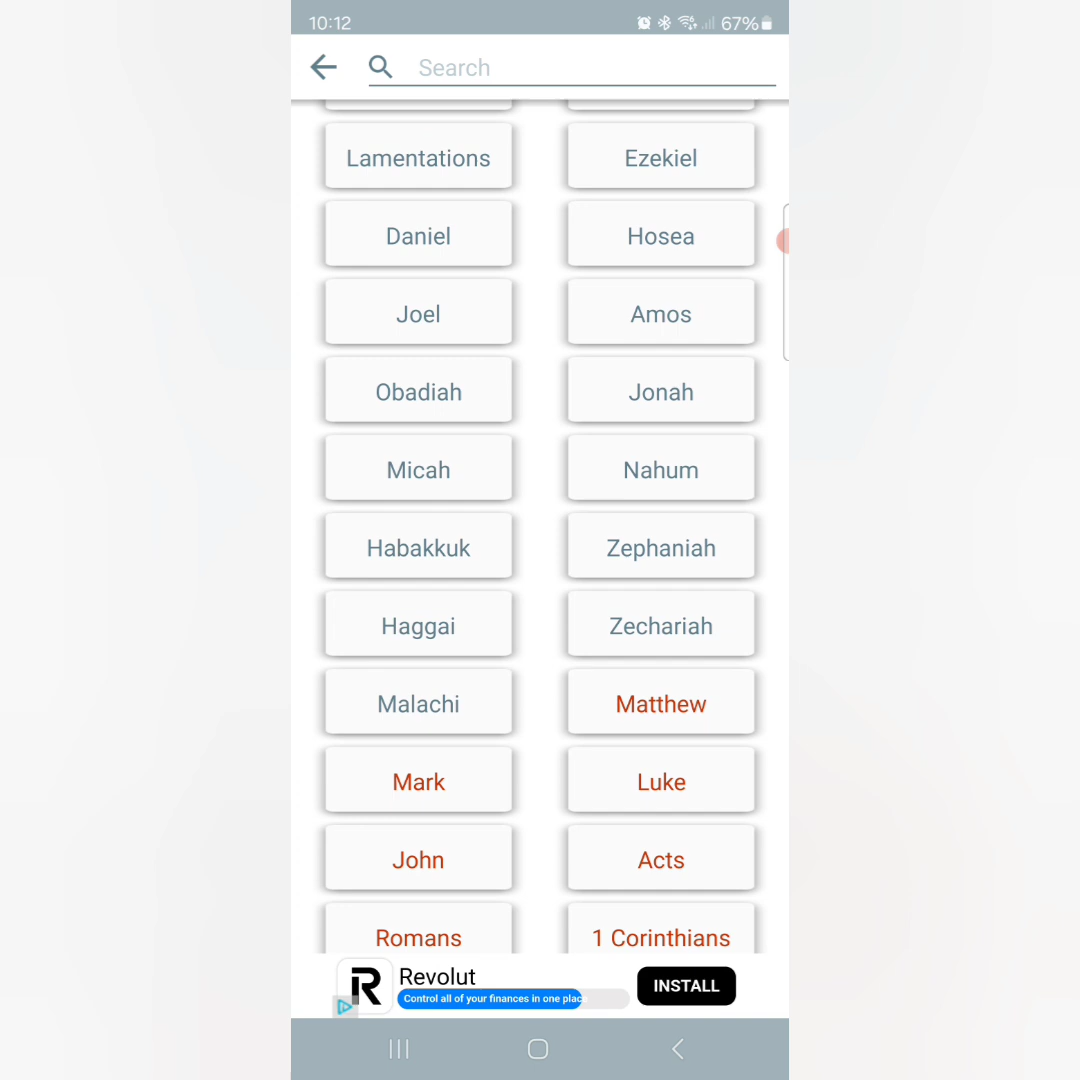 10:12
67%
Search
Lamentations
Ezekiel
Daniel
Hosea
Joel
Amos
Obadiah
Jonah
Micah
Nahum
Habakkuk
Zephaniah
Haggai
Zechariah
Malachi
Matthew
Mark
Luke
John
Acts
Romans
1 Corinthians
Revolut
Control all of your finances in one place
INSTALL